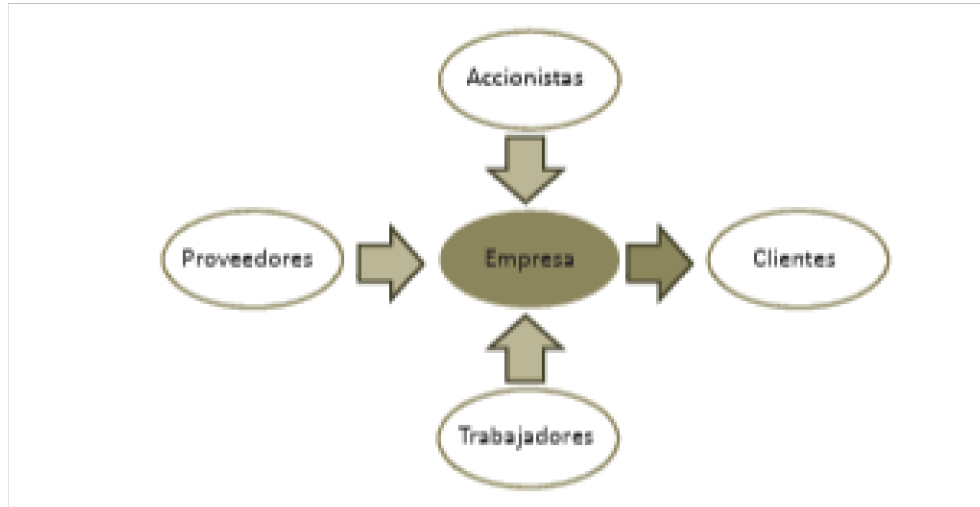 Accionistas
Proveedores
Empresa
Clientes
Trabajadores